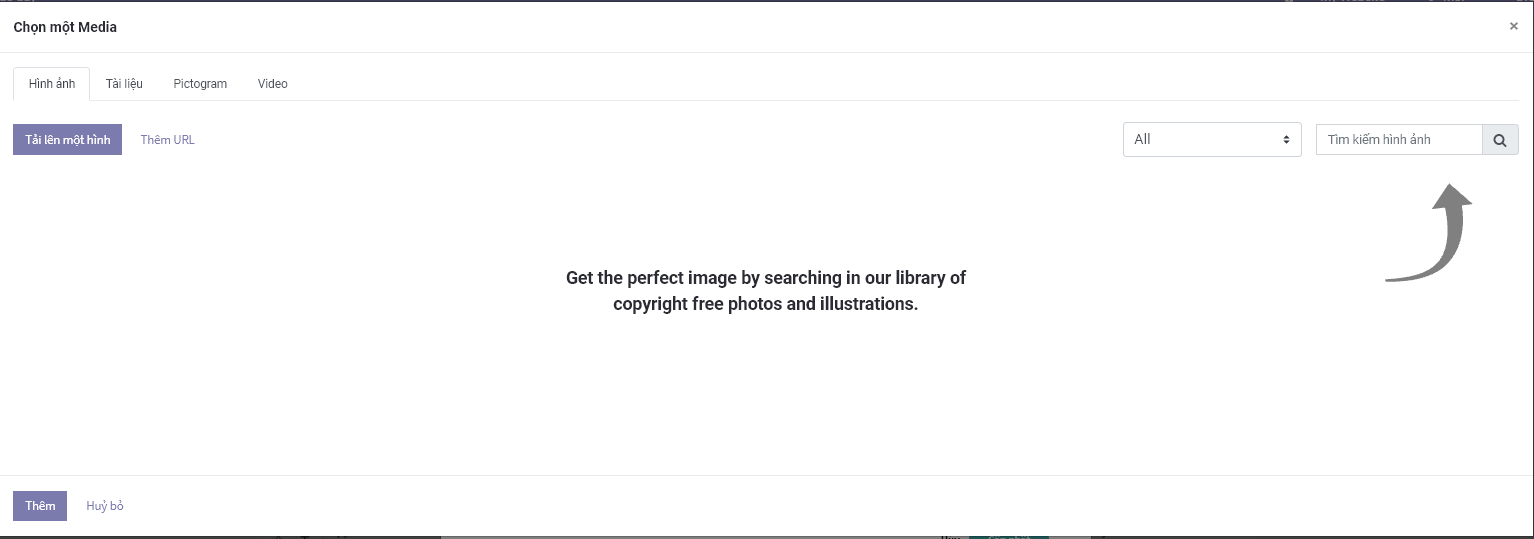 Chọn một Media
×
Hình ảnh Tài liệu Pictogram Video
Tải lên một hình Thêm URL All Tìm kiếm hình ảnh
Get the perfect image by searching in our library of
copyright free photos and illustrations.
Thêm Huỷ bỏ